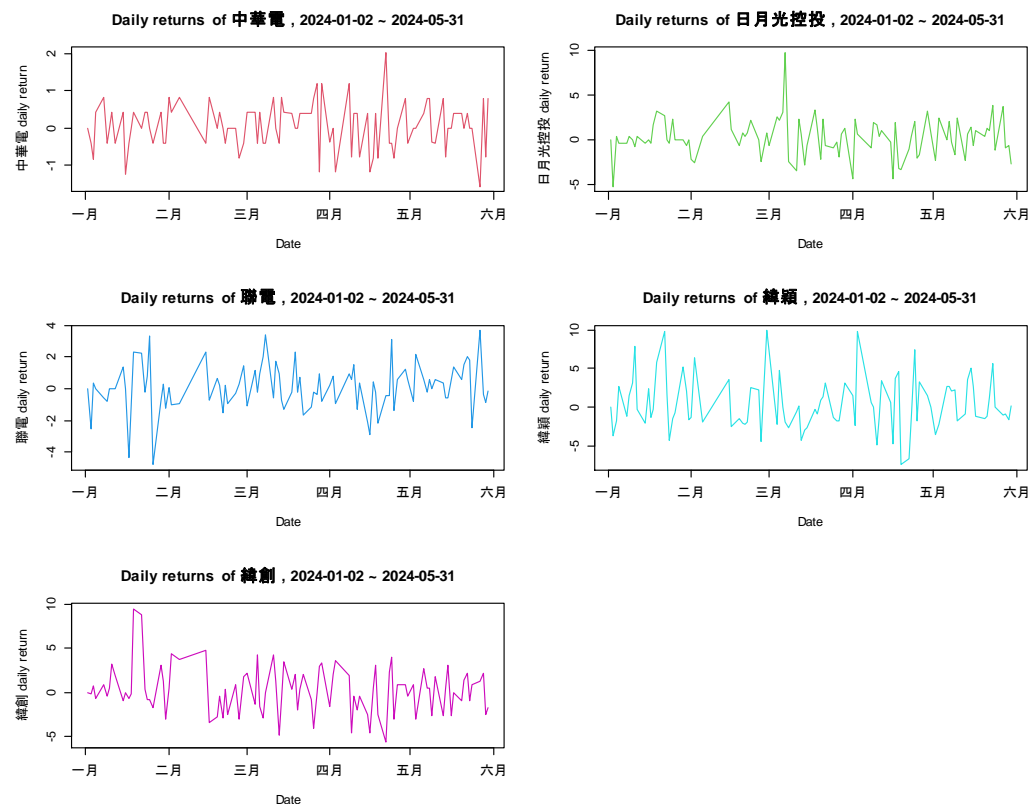 Daily returns of 中華電 , 2024-01-02 ~ 2024-05-31
中華電 daily return
2
1
0
-1
一月 二月 三月 四月 五月 六月
Date
Daily returns of 日月光控投 , 2024-01-02 ~ 2024-05-31
日月光控投 daily return
10
5
0
-5
一月 二月 三月 四月 五月 六月
Date
Daily returns of 聯電 , 2024-01-02 ~ 2024-05-31
聯電 daily return
4
2
0
-2
-4
一月 二月 三月 四月 五月 六月
Date
Daily returns of 緯穎 , 2024-01-02 ~ 2024-05-31
緯穎 daily return
10
5
0
-5
一月 二月 三月 四月 五月 六月
Date
Daily returns of 緯創 , 2024-01-02 ~ 2024-05-31
緯創 daily return
10
5
0
-5
一月 二月 三月 四月 五月 六月
Date